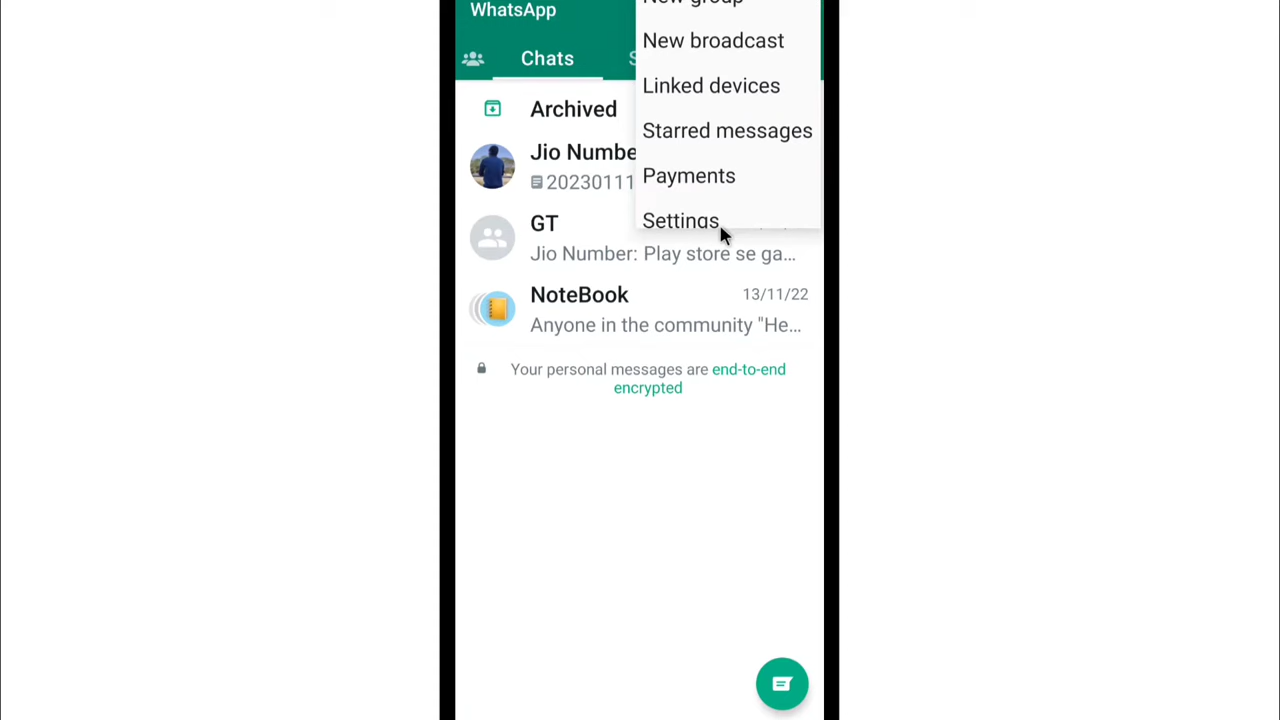 WhatsApp
New group
New broadcast
Chats
Linked devices
Archived
Starred messages
Jio Numbe
20230111
Payments
GT
Settings
Jio Number: Play store se ga...
NoteBook
13/11/22
Anyone in the community "He...
Your personal messages are end-to-end
encrypted